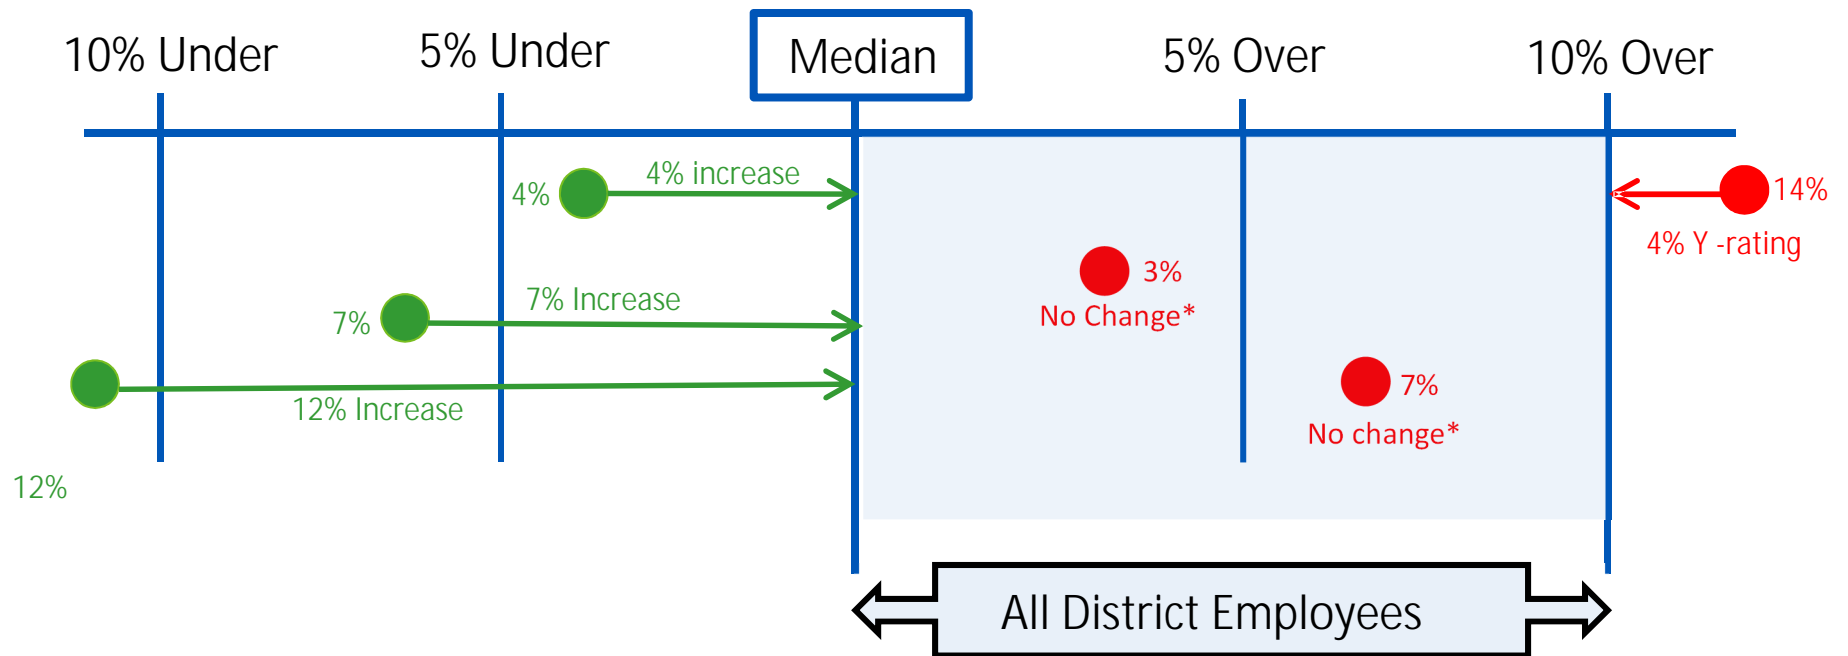 10% Under
5% Under
Median
5% Over
10% Over
4%
4% increase
14%
4% Y -rating
3%
No Change*
7%
7% Increase
7%
No change*
12% Increase
12%
All District Employees